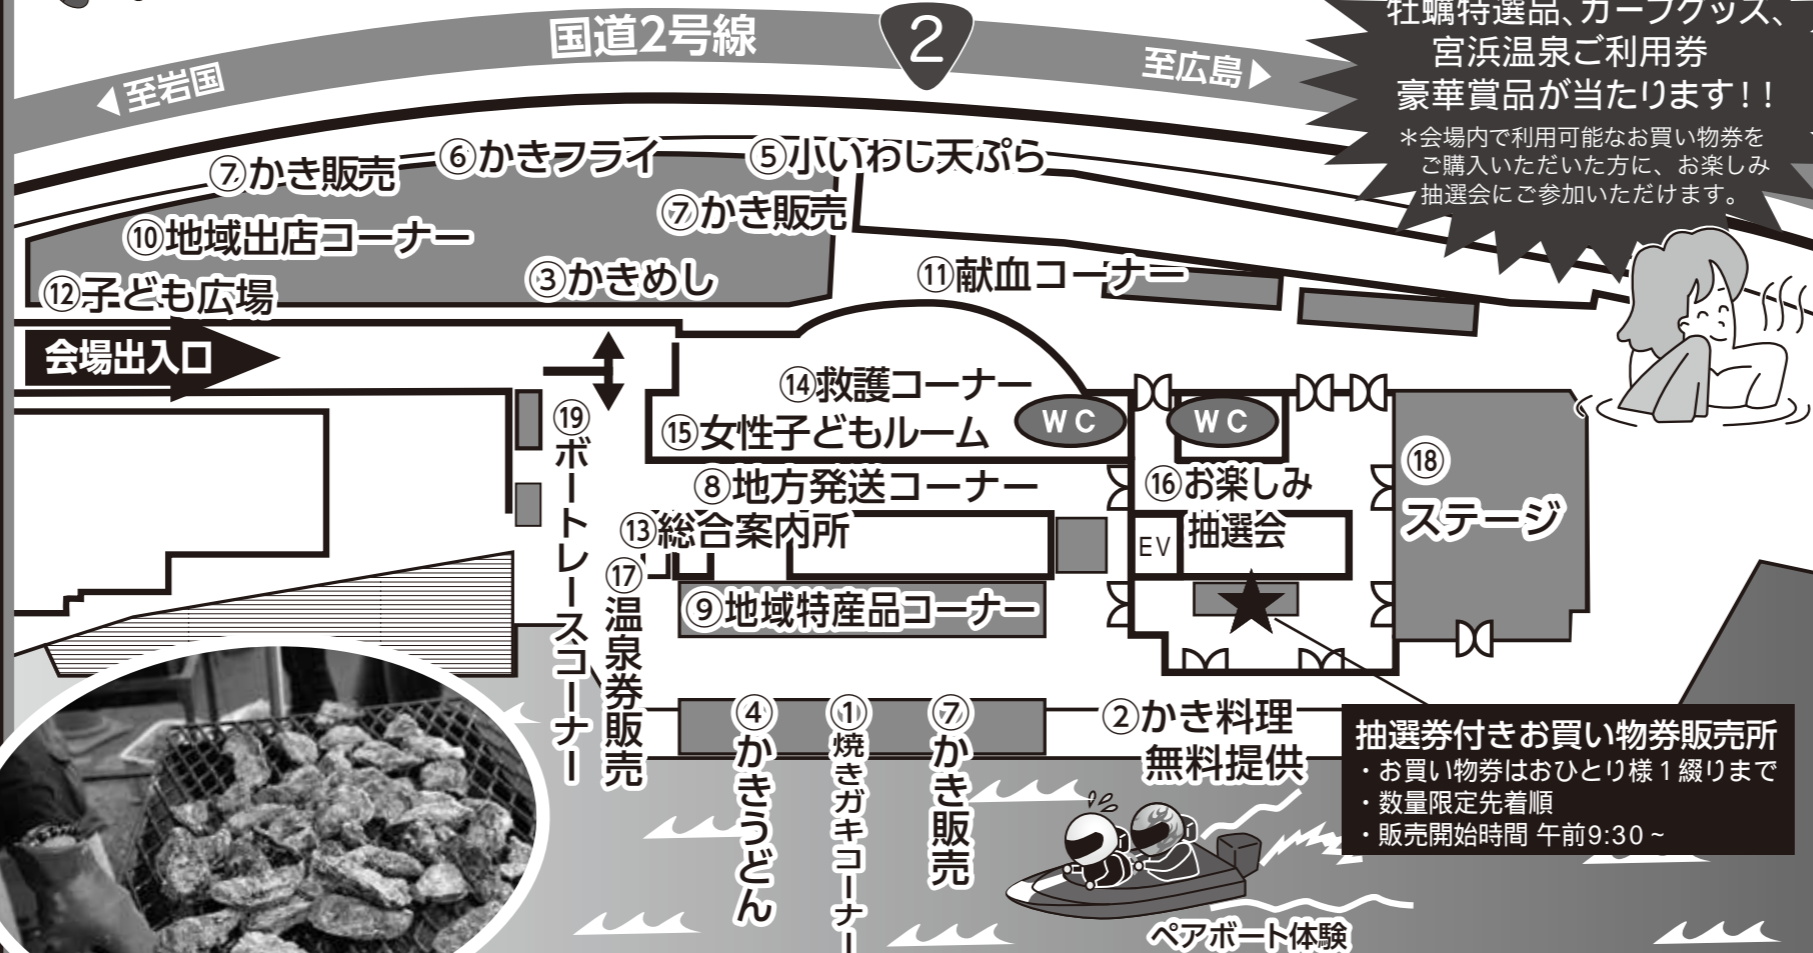 牡蠣特選品、カープグッズ、
宮浜温泉ご利用券
豪華賞品が当たります!!
＊会場内で利用可能なお買い物券を
ご購入いただいた方に、お楽しみ
抽選会にご参加いただけます。
国道2号線
2
至岩国
至広島
⑦かき販売
⑥かきフライ
⑤小いわし天ぷら
⑦かき販売
⑩地域出店コーナー
③かきめし
⑫子ども広場
⑪献血コーナー
会場出入口
⑭救護コーナー
⑮女性子どもルーム
WC
WC
⑧地方発送コーナー
⑬総合案内所
⑯お楽しみ
抽選会
EV
⑱
ステージ
⑲ボートレースコーナー
⑰温泉券販売
⑨地域特産品コーナー
④かきうどん
①焼きガキコーナー
⑦かき販売
②かき料理
無料提供
抽選券付きお買い物券販売所
・お買い物券はおひとり様1綴りまで
・数量限定先着順
・販売開始時間 午前9:30～
ペアボート体験